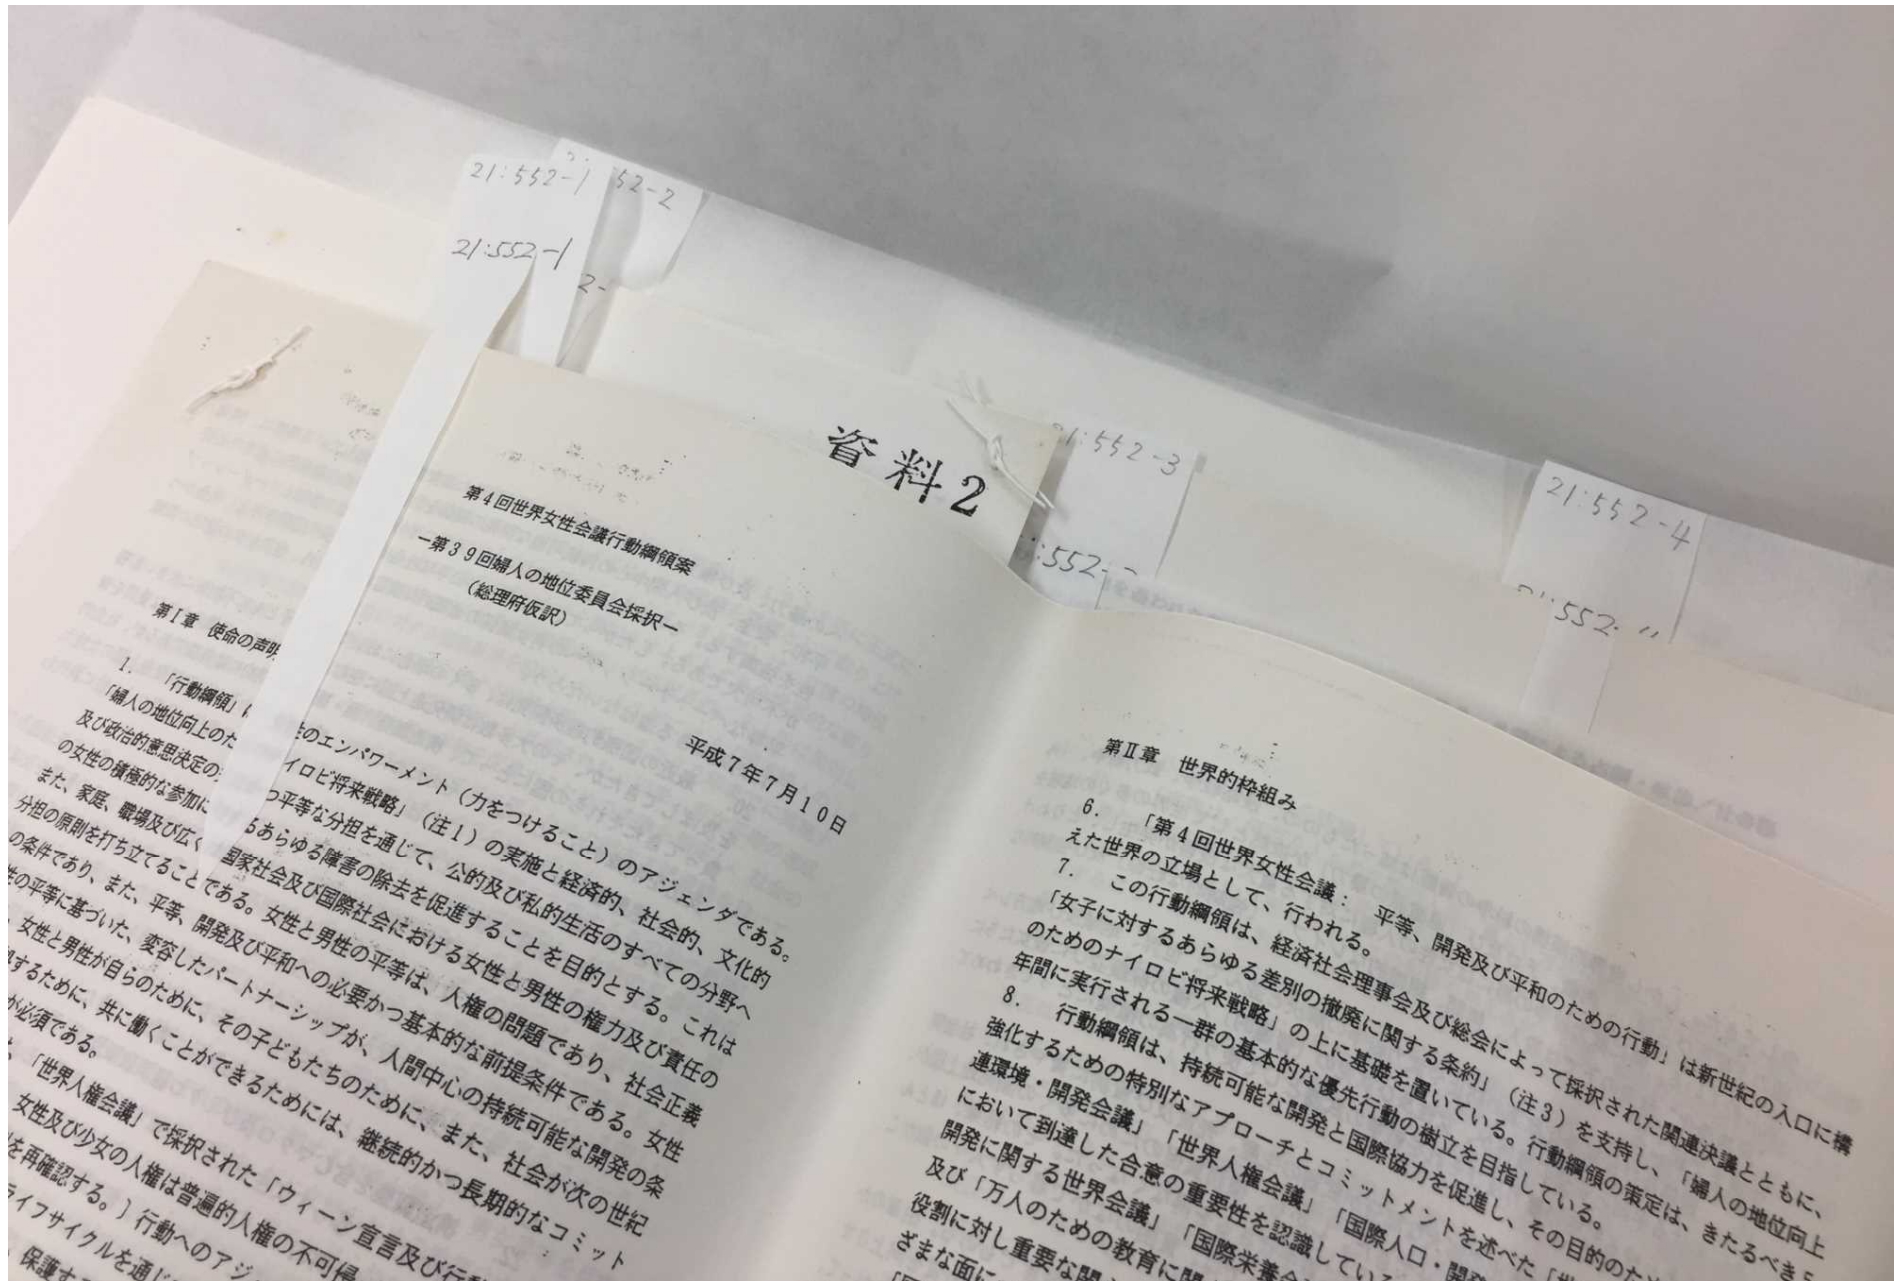 21:552-1
52-2
21:552-1
2-
21:552-3
:552-
21:552-4
21:552-
資料2
第4回世界女性会議行動綱領案
−第39回婦人の地位委員会採択−
(総理府仮訳)
平成7年7月10日
第Ⅰ章 使命の声明
1. 「行動綱領」 性のエンパワーメント(力をつけること)のアジェンダである。
「婦人の地位向上のた イロビ将来戦略」(注1)の実施と経済的、社会的、文化的
及び政治的意思決定の つ平等な分担を通じて、公的及び私的生活のすべての分野へ
の女性の積極的な参加に るあらゆる障害の除去を促進することを目的とする。これは
また、家庭、職場及び広く 国家社会及び国際社会における女性と男性の権力及び責任の
分担の原則を打ち立てることである。女性と男性の平等は、人権の問題であり、社会正義
の条件であり、また、平等、開発及び平和への必要かつ基本的な前提条件である。女性
性の平等に基づいた、変容したパートナーシップが、人間中心の持続可能な開発の条
、女性と男性が自らのために、その子どもたちのために、また、社会が次の世紀
するために、共に働くことができるためには、継続的かつ長期的なコミット
が必須である。
、「世界人権会議」で採択された「ウィーン宣言及び行動
女性及び少女の人権は普遍的人権の不可侵
を再確認する。]行動へのアジ
ライフサイクルを通じ
、保護す
第Ⅱ章 世界的枠組み
6. 「第4回世界女性会議: 平等、開発及び平和のための行動」は新世紀の入口に構
えた世界の立場として、行われる。
7. この行動綱領は、経済社会理事会及び総会によって採択された関連決議とともに、
「女子に対するあらゆる差別の撤廃に関する条約」(注3)を支持し、「婦人の地位向上
のためのナイロビ将来戦略」の上に基礎を置いている。行動綱領の策定は、きたるべき5
年間に実行される一群の基本的な優先行動の樹立を目指している。
8. 行動綱領は、持続可能な開発と国際協力を促進し、その目的のため
強化するための特別なアプローチとコミットメントを述べた「世
連環境・開発会議」「世界人権会議」「国際人口・開発
において到達した合意の重要性を認識している
開発に関する世界会議」「国際栄養会
及び「万人のための教育に関
役割に対し重要な関
ざまな面に